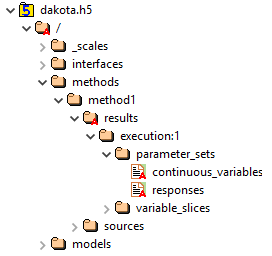 dakota.h5
/
_scales
interfaces
methods
method1
results
execution:1
parameter_sets
continuous_variables
responses
variable_slices
sources
models